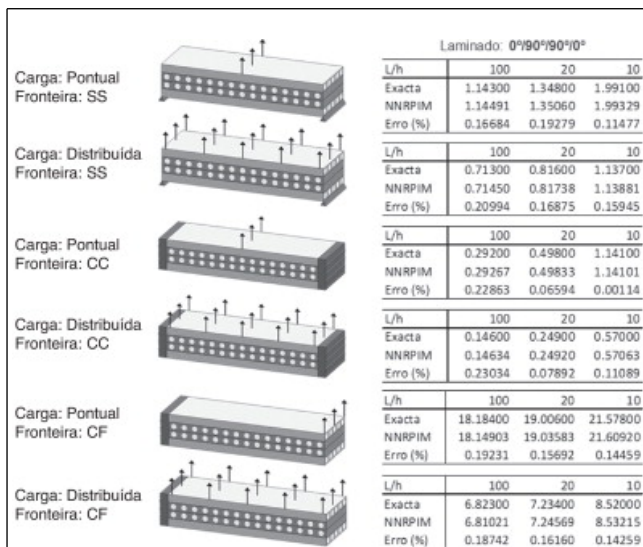 Laminado: 0º/90º/90º/0º
Carga: Pontual
Fronteira: SS
L/h 100 20 10
Exacta 1.14300 1.34800 1.99100
NNRPIM 1.14491 1.35060 1.99329
Erro (%) 0.16684 0.19279 0.11477
Carga: Distribuída
Fronteira: SS
L/h 100 20 10
Exacta 0.71300 0.81600 1.13700
NNRPIM 0.71450 0.81738 1.13881
Erro (%) 0.20994 0.16875 0.15945
Carga: Pontual
Fronteira: CC
L/h 100 20 10
Exacta 0.29200 0.49800 1.14100
NNRPIM 0.29267 0.49833 1.14101
Erro (%) 0.22863 0.06594 0.00114
Carga: Distribuída
Fronteira: CC
L/h 100 20 10
Exacta 0.14600 0.24900 0.57000
NNRPIM 0.14634 0.24920 0.57063
Erro (%) 0.23034 0.07892 0.11089
Carga: Pontual
Fronteira: CF
L/h 100 20 10
Exacta 18.18400 19.00600 21.57800
NNRPIM 18.14903 19.03583 21.60920
Erro (%) 0.19231 0.15692 0.14459
Carga: Distribuída
Fronteira: CF
L/h 100 20 10
Exacta 6.82300 7.23400 8.52000
NNRPIM 6.81021 7.24569 8.53215
Erro (%) 0.18742 0.16160 0.14259